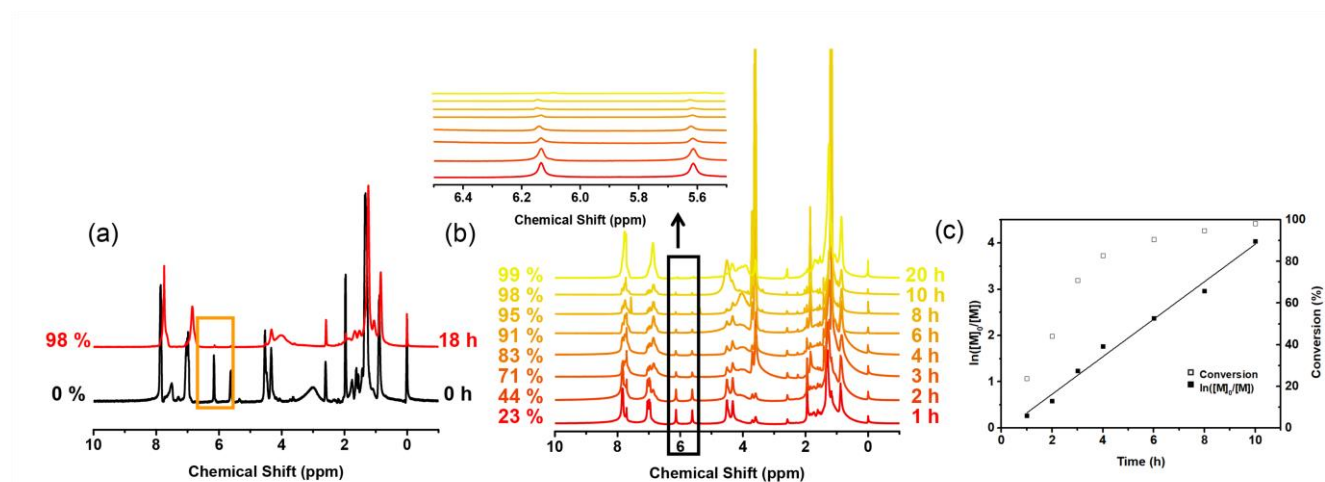 6.4 6.2 6.0 5.8 5.6
Chemical Shift (ppm)
(a)
98 % 18 h
0 % 0 h
10 8 6 4 2 0
Chemical Shift (ppm)
(b)
99 % 20 h
98 % 10 h
95 % 8 h
91 % 6 h
83 % 4 h
71 % 3 h
44 % 2 h
23 % 1 h
10 8 6 4 2 0
Chemical Shift (ppm)
(c)
ln([M]₀/[M])
4
3
2
1
0
Conversion
ln([M]₀/[M])
100
80
60
40
20
0
Conversion (%)
0 2 4 6 8 10
Time (h)